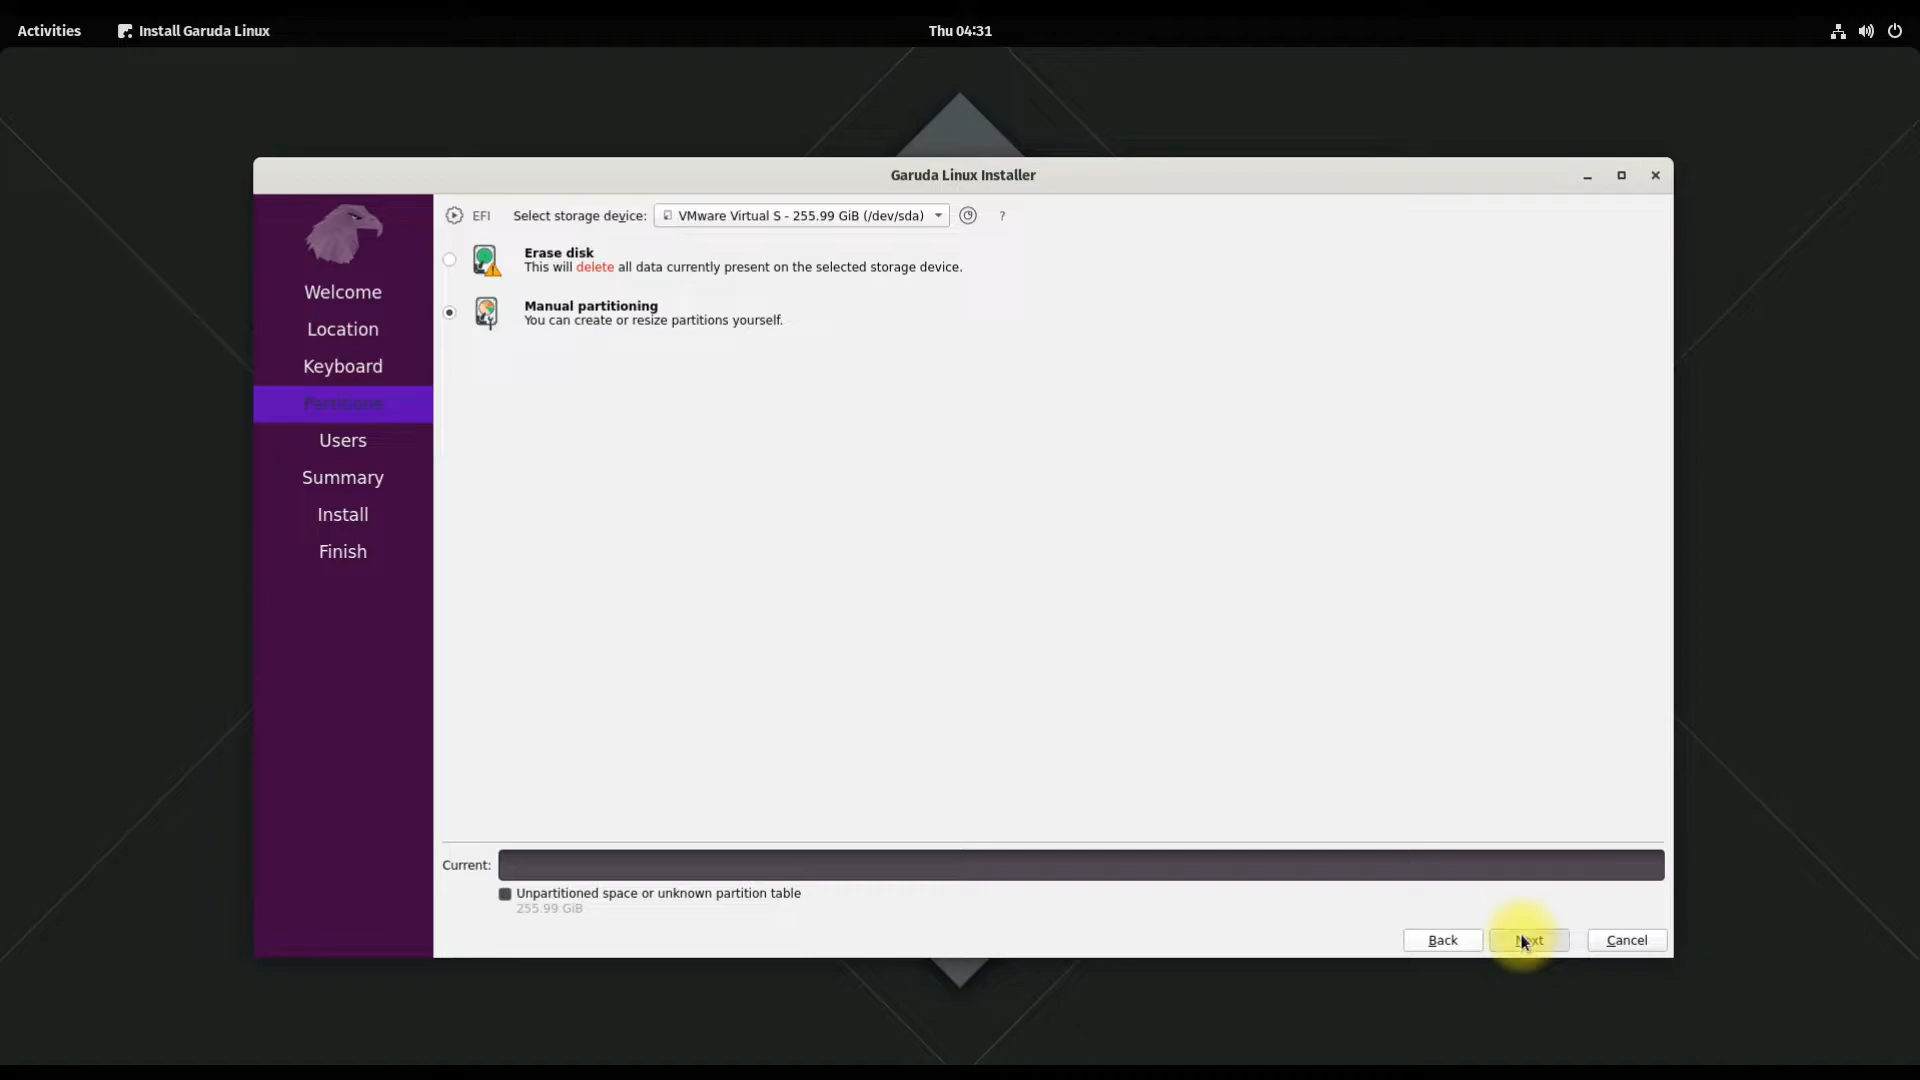 Activities
Install Garuda Linux
Thu 04:31
Garuda Linux Installer
EFI
Select storage device:
VMware Virtual S - 255.99 GiB (/dev/sda)
?
Erase disk
This will delete all data currently present on the selected storage device.
Manual partitioning
You can create or resize partitions yourself.
Welcome
Location
Keyboard
Partitions
Users
Summary
Install
Finish
Current:
Unpartitioned space or unknown partition table
255.99 GiB
Back
Next
Cancel